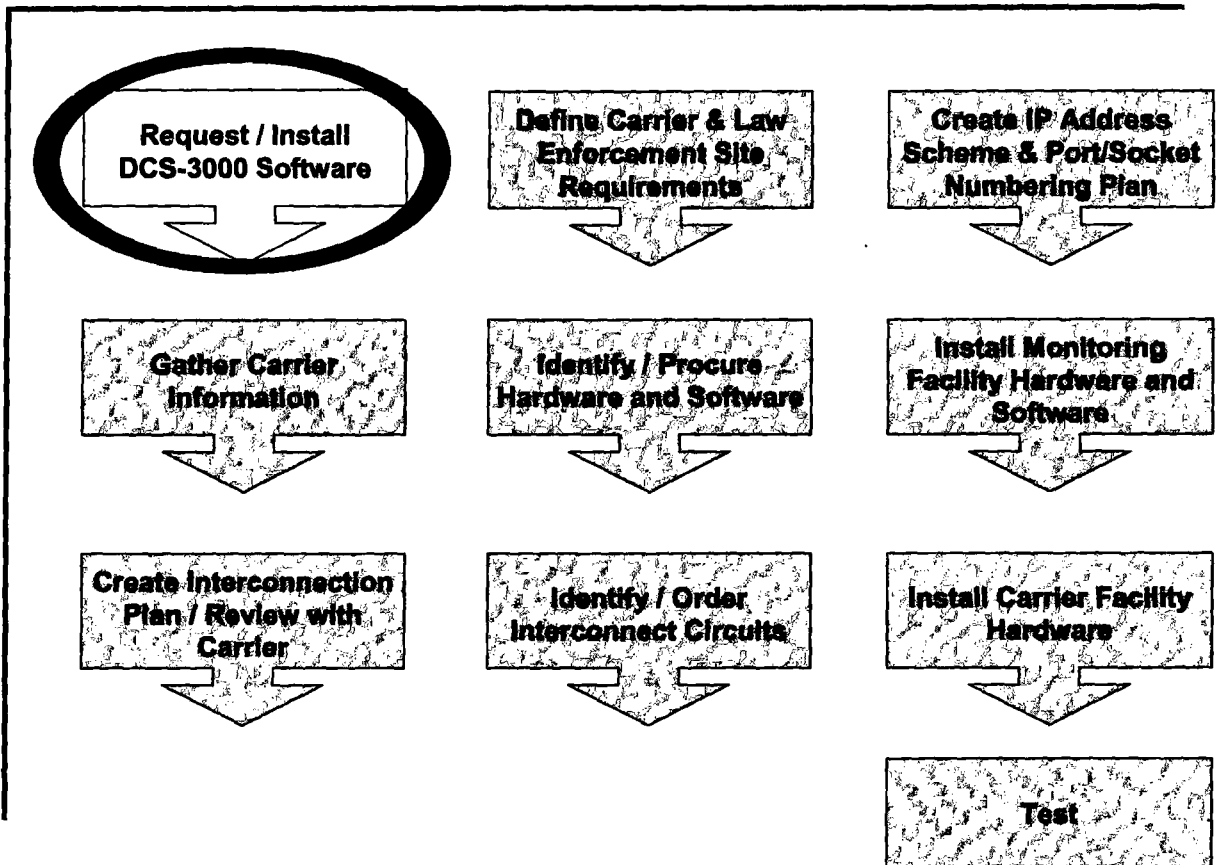 Request / Install
DCS-3000 Software
Gather Carrier
Information
Create Interconnection
Plan / Review with
Carrier
Define Carrier & Law
Enforcement Site
Requirements
Identify / Procure
Hardware and Software
Identify / Order
Interconnect Circuits
Create IP Address
Scheme & Port/Socket
Numbering Plan
Install Monitoring
Facility Hardware and
Software
Install Carrier Facility
Hardware
Test